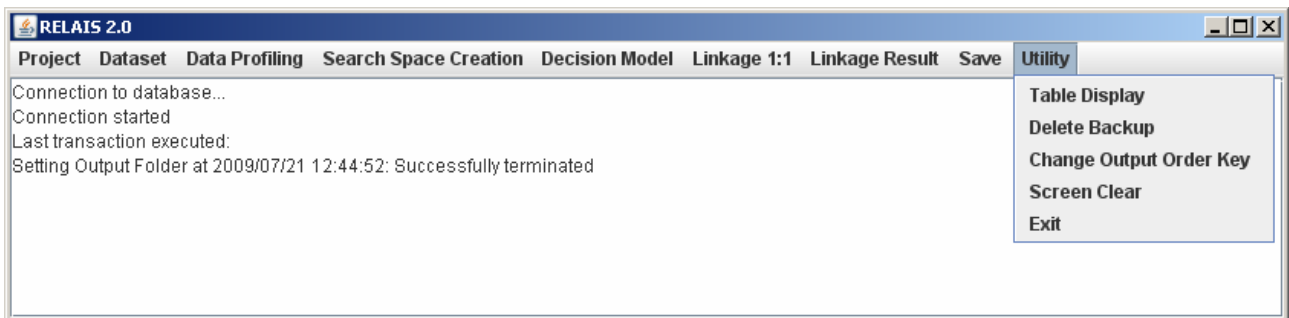 RELAIS 2.0
Project Dataset Data Profiling Search Space Creation Decision Model Linkage 1:1 Linkage Result Save Utility
Connection to database...
Connection started
Last transaction executed:
Setting Output Folder at 2009/07/21 12:44:52: Successfully terminated
Table Display
Delete Backup
Change Output Order Key
Screen Clear
Exit